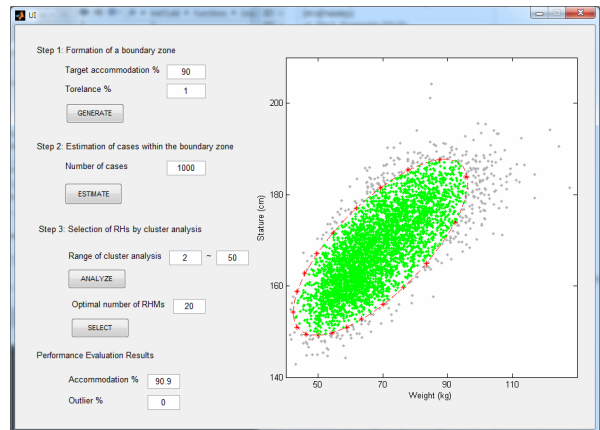 UI
Step 1: Formation of a boundary zone
Target accommodation % 90
Torelance % 1
GENERATE
Step 2: Estimation of cases within the boundary zone
Number of cases 1000
ESTIMATE
Step 3: Selection of RHs by cluster analysis
Range of cluster analysis 2 ~ 50
ANALYZE
Optimal number of RHMs 20
SELECT
Performance Evaluation Results
Accommodation % 90.9
Outlier % 0
Stature (cm)
200
180
160
140
50 70 90 110
Weight (kg)